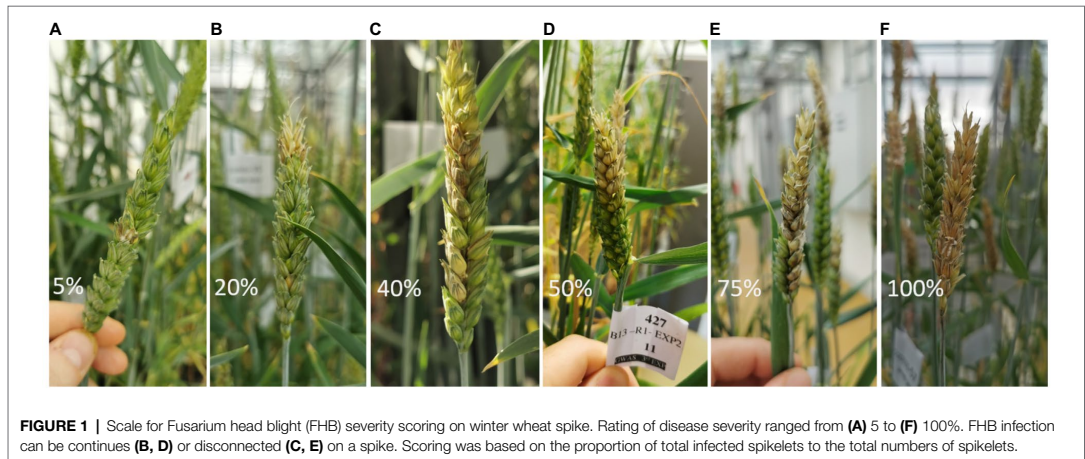 A B C D E F
5% 20% 40% 50% 75% 100%
427
B13 -R1- EXP2
11
FIGURE 1 | Scale for Fusarium head blight (FHB) severity scoring on winter wheat spike. Rating of disease severity ranged from (A) 5 to (F) 100%. FHB infection
can be continues (B, D) or disconnected (C, E) on a spike. Scoring was based on the proportion of total infected spikelets to the total numbers of spikelets.